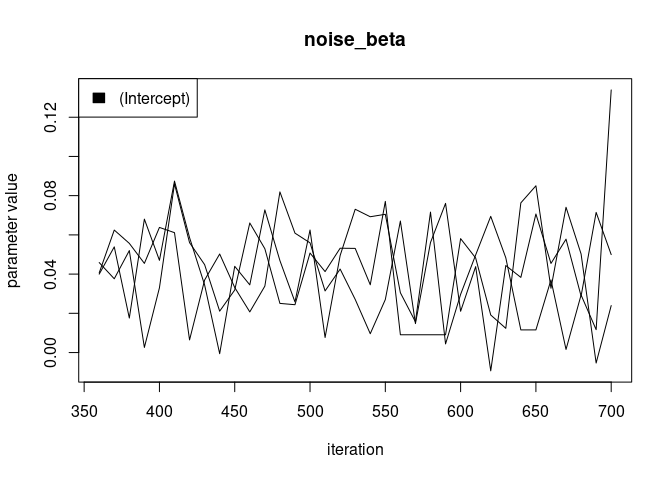 noise_beta
(Intercept)
parameter value
0.12
0.08
0.04
0.00
350 400 450 500 550 600 650 700
iteration